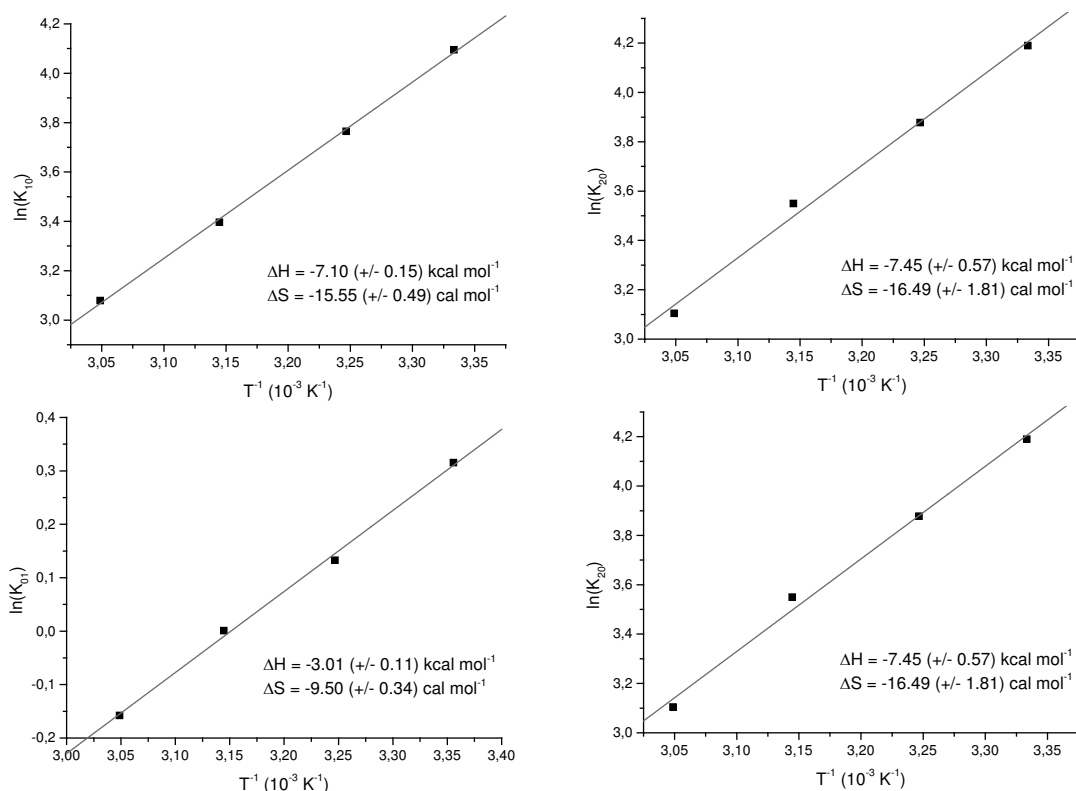 4,2
4,0
3,8
3,6
3,4
3,2
3,0
ln(K10)
ΔH = -7.10 (+/- 0.15) kcal mol-1
ΔS = -15.55 (+/- 0.49) cal mol-1
3,05 3,10 3,15 3,20 3,25 3,30 3,35
T-1 (10-3 K-1)
4,2
4,0
3,8
3,6
3,4
3,2
3,0
ln(K20)
ΔH = -7.45 (+/- 0.57) kcal mol-1
ΔS = -16.49 (+/- 1.81) cal mol-1
3,05 3,10 3,15 3,20 3,25 3,30 3,35
T-1 (10-3 K-1)
0,4
0,3
0,2
0,1
0,0
-0,1
-0,2
ln(K01)
ΔH = -3.01 (+/- 0.11) kcal mol-1
ΔS = -9.50 (+/- 0.34) cal mol-1
3,00 3,05 3,10 3,15 3,20 3,25 3,30 3,35 3,40
T-1 (10-3 K-1)
4,2
4,0
3,8
3,6
3,4
3,2
3,0
ln(K20)
ΔH = -7.45 (+/- 0.57) kcal mol-1
ΔS = -16.49 (+/- 1.81) cal mol-1
3,05 3,10 3,15 3,20 3,25 3,30 3,35
T-1 (10-3 K-1)